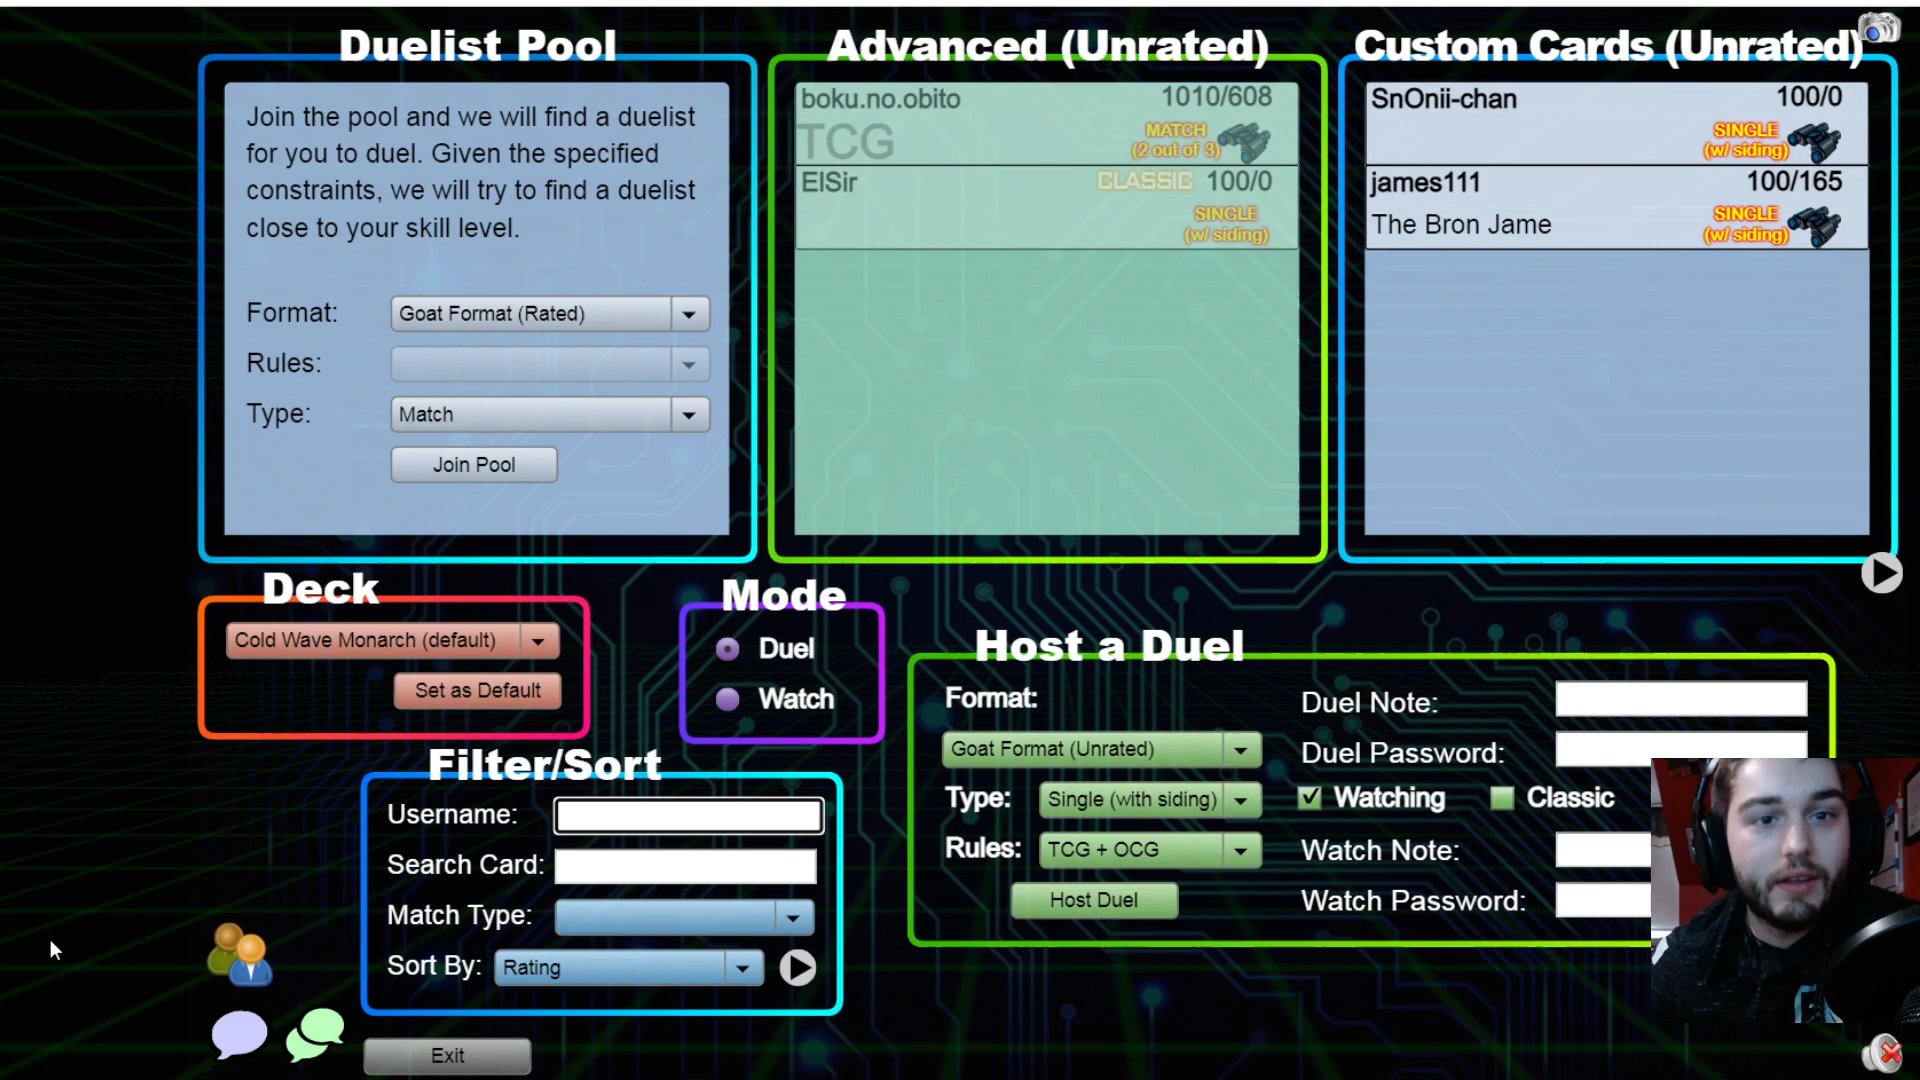 Duelist Pool
Join the pool and we will find a duelist
for you to duel. Given the specified
constraints, we will try to find a duelist
close to your skill level.
Format: Goat Format (Rated)
Rules:
Type: Match
Join Pool
Advanced (Unrated)
boku.no.obito 1010/608
TCG MATCH
(2 out of 3)
ElSir CLASSIC 100/0
SINGLE
(w/ siding)
Custom Cards (Unrated)
SnOnii-chan 100/0
SINGLE
(w/ siding)
james111 100/165
The Bron Jame SINGLE
(w/ siding)
Deck
Cold Wave Monarch (default)
Set as Default
Mode
Duel
Watch
Filter/Sort
Username:
Search Card:
Match Type:
Sort By: Rating
Host a Duel
Format:
Goat Format (Unrated)
Type: Single (with siding)
Rules: TCG + OCG
Host Duel
Duel Note:
Duel Password:
Watching Classic
Watch Note:
Watch Password:
Exit